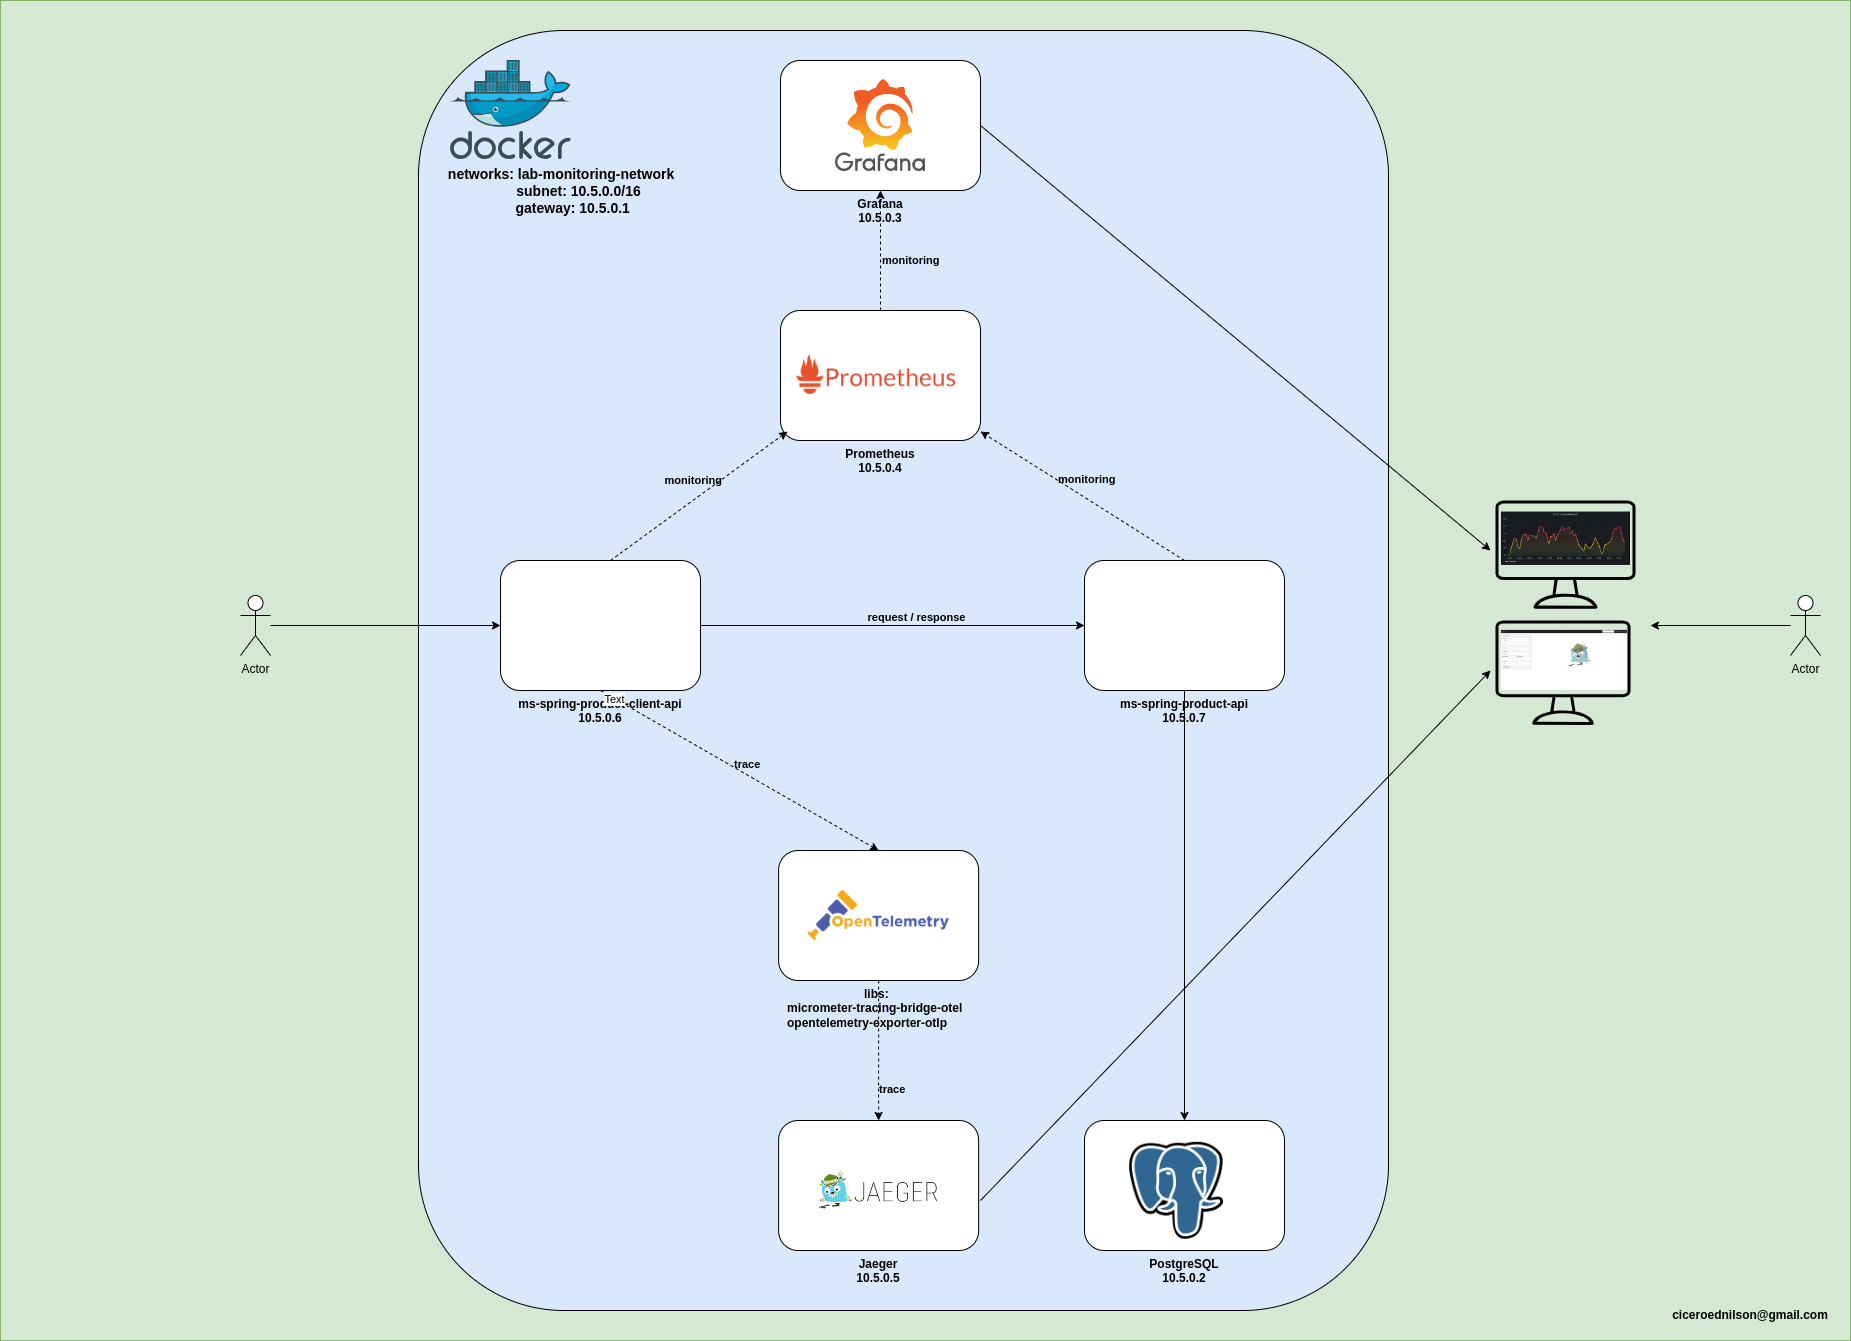 docker
networks: lab-monitoring-network
subnet: 10.5.0.0/16
gateway: 10.5.0.1
Grafana
Grafana
10.5.0.3
monitoring
Prometheus
Prometheus
10.5.0.4
monitoring
monitoring
Actor
request / response
Actor
Text
ms-spring-product-client-api
10.5.0.6
ms-spring-product-api
10.5.0.7
trace
OpenTelemetry
libs:
micrometer-tracing-bridge-otel
opentelemetry-exporter-otlp
trace
JAEGER
Jaeger
10.5.0.5
PostgreSQL
10.5.0.2
ciceroednilson@gmail.com